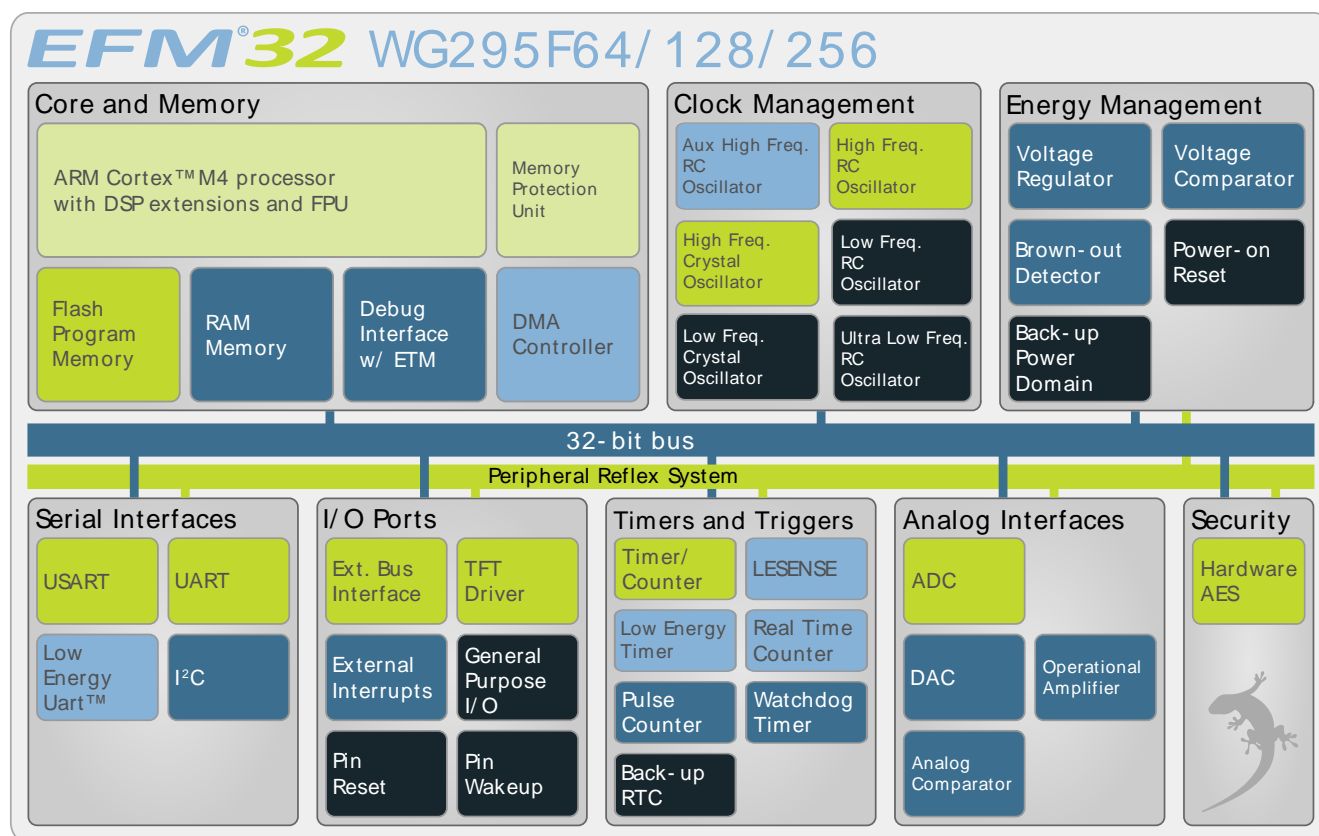 EFM®32 WG295F64/128/256
Core and Memory
ARM Cortex™ M4 processor
with DSP extensions and FPU
Memory
Protection
Unit
Flash
Program
Memory
RAM
Memory
Debug
Interface
w/ ETM
DMA
Controller
Clock Management
Aux High Freq.
RC
Oscillator
High Freq.
RC
Oscillator
High Freq.
Crystal
Oscillator
Low Freq.
RC
Oscillator
Low Freq.
Crystal
Oscillator
Ultra Low Freq.
RC
Oscillator
Energy Management
Voltage
Regulator
Voltage
Comparator
Brown-out
Detector
Power-on
Reset
Back-up
Power
Domain
32-bit bus
Peripheral Reflex System
Serial Interfaces
USART
UART
Low
Energy
Uart™
I²C
I/O Ports
Ext. Bus
Interface
TFT
Driver
External
Interrupts
General
Purpose
I/O
Pin
Reset
Pin
Wakeup
Timers and Triggers
Timer/
Counter
LESENSE
Low Energy
Timer
Real Time
Counter
Pulse
Counter
Watchdog
Timer
Back-up
RTC
Analog Interfaces
ADC
DAC
Operational
Amplifier
Analog
Comparator
Security
Hardware
AES